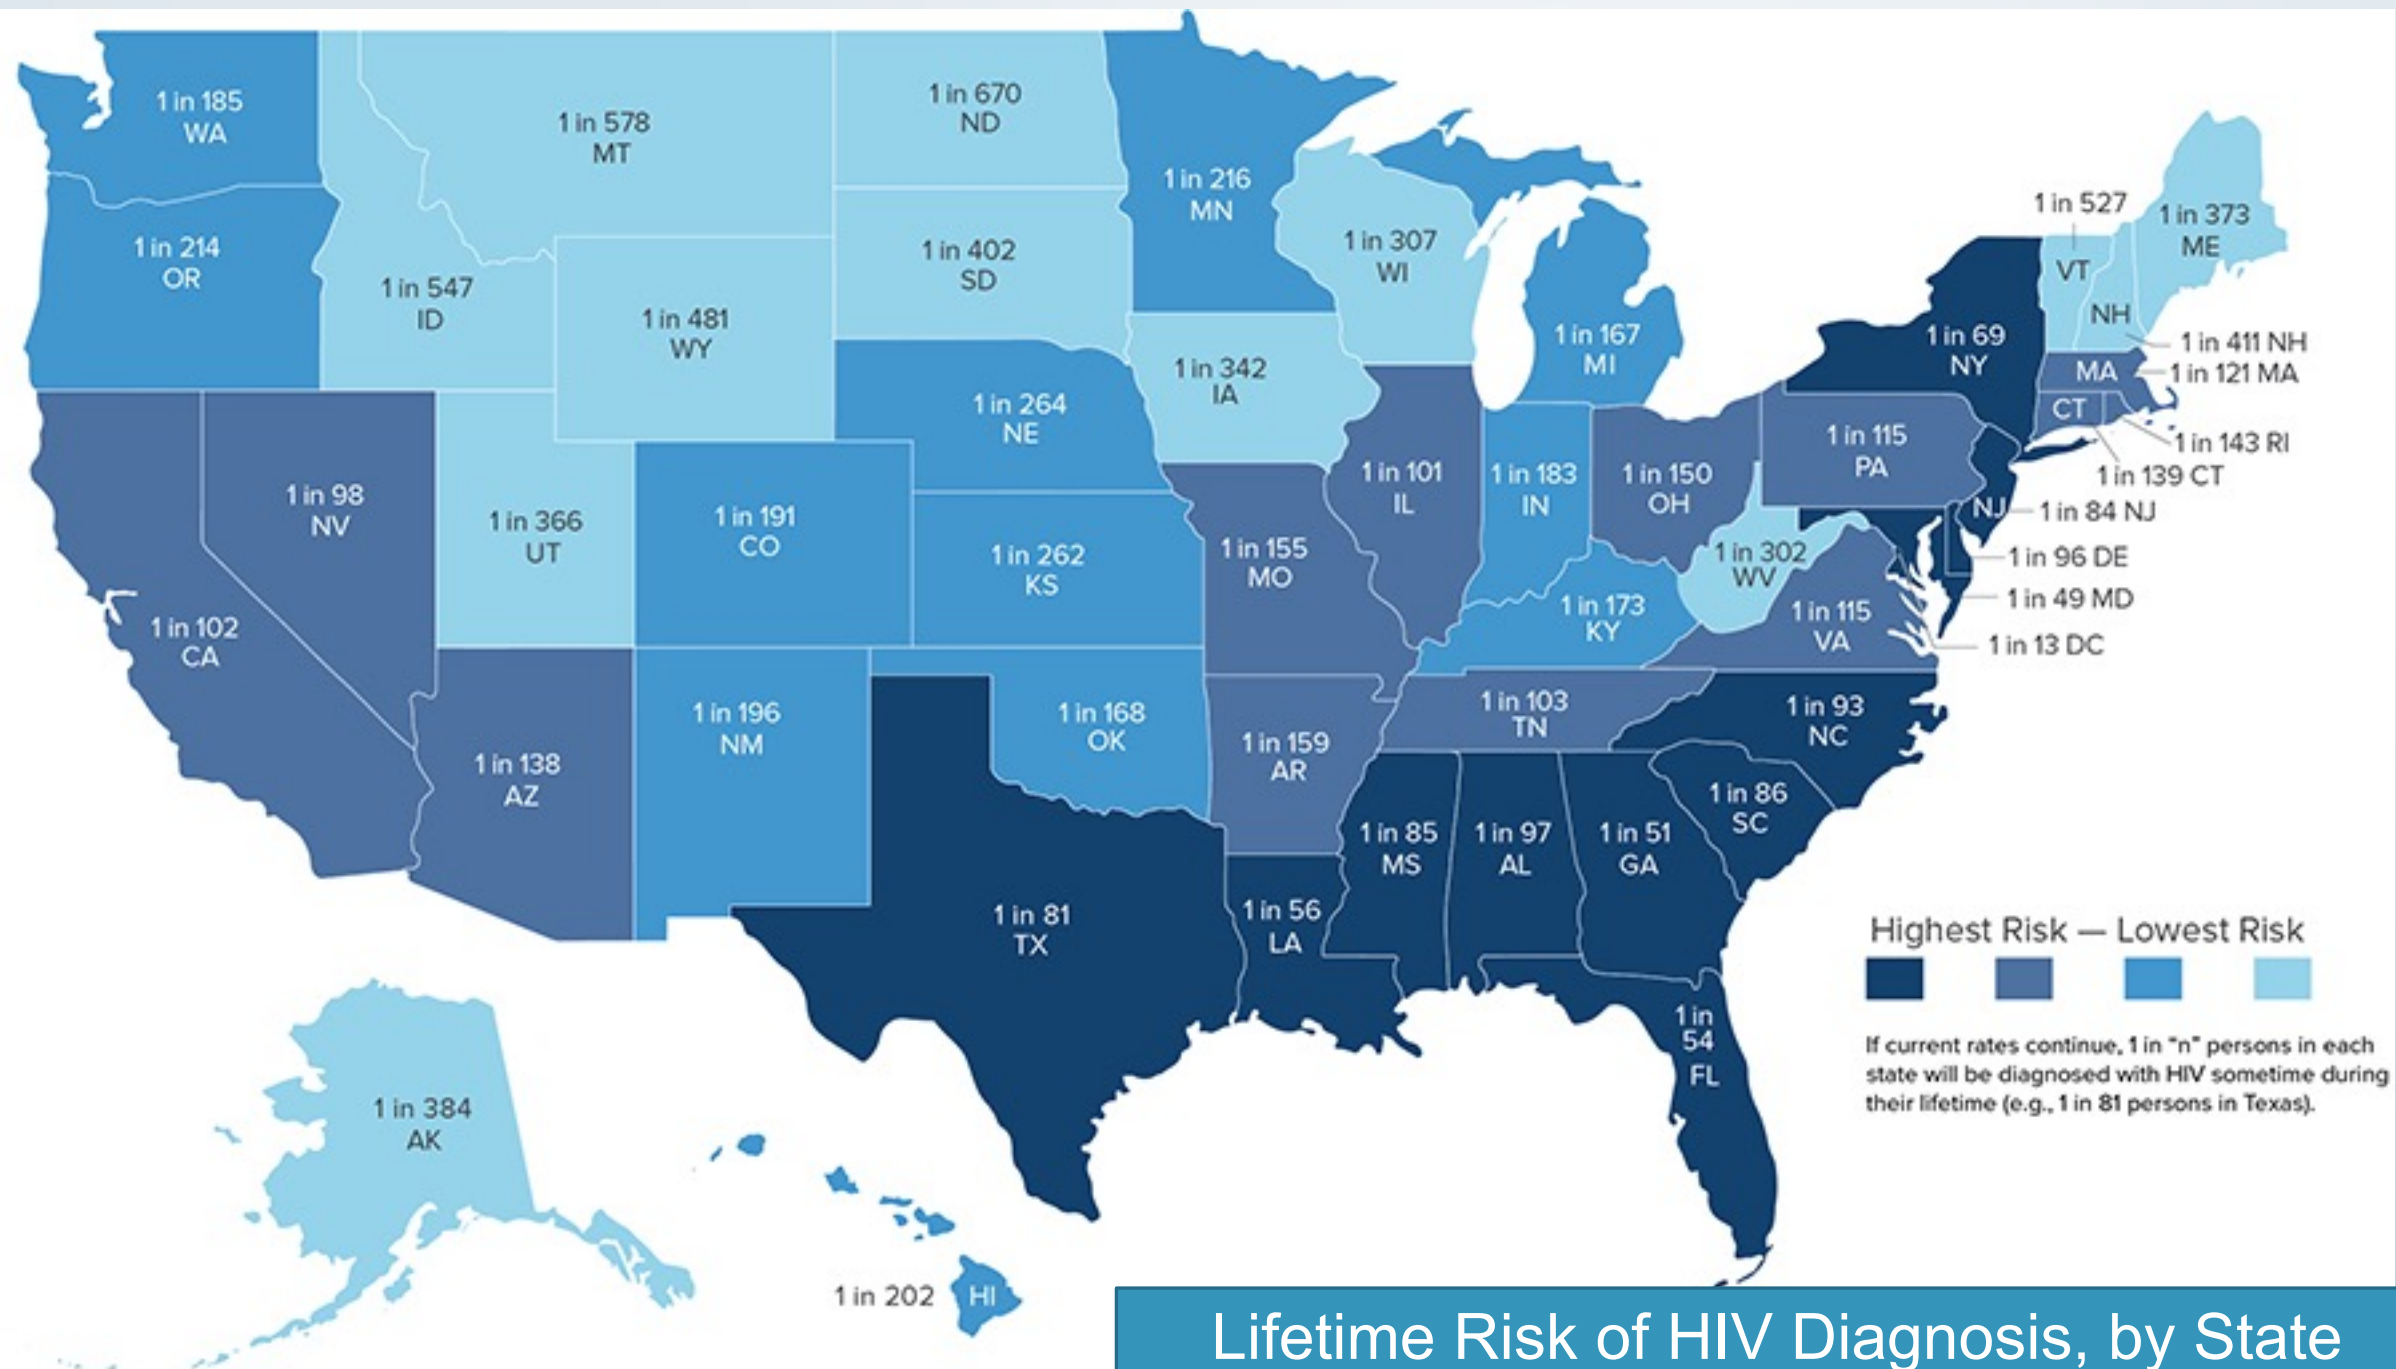 1 in 185
WA
1 in 578
MT
1 in 670
ND
1 in 216
MN
1 in 214
OR
1 in 547
ID
1 in 481
WY
1 in 402
SD
1 in 307
WI
1 in 167
MI
1 in 527
VT
1 in 373
ME
NH
1 in 411 NH
1 in 69
NY
MA
1 in 121 MA
CT
1 in 143 RI
1 in 139 CT
1 in 342
IA
1 in 264
NE
1 in 98
NV
1 in 366
UT
1 in 191
CO
1 in 262
KS
1 in 155
MO
1 in 101
IL
1 in 183
IN
1 in 150
OH
1 in 115
PA
NJ
1 in 84 NJ
1 in 96 DE
1 in 49 MD
1 in 13 DC
1 in 302
WV
1 in 115
VA
1 in 173
KY
1 in 102
CA
1 in 138
AZ
1 in 196
NM
1 in 168
OK
1 in 159
AR
1 in 103
TN
1 in 93
NC
1 in 86
SC
1 in 81
TX
1 in 56
LA
1 in 85
MS
1 in 97
AL
1 in 51
GA
1 in
54
FL
1 in 384
AK
1 in 202
HI
Highest Risk — Lowest Risk
If current rates continue, 1 in "n" persons in each
state will be diagnosed with HIV sometime during
their lifetime (e.g., 1 in 81 persons in Texas).
Lifetime Risk of HIV Diagnosis, by State